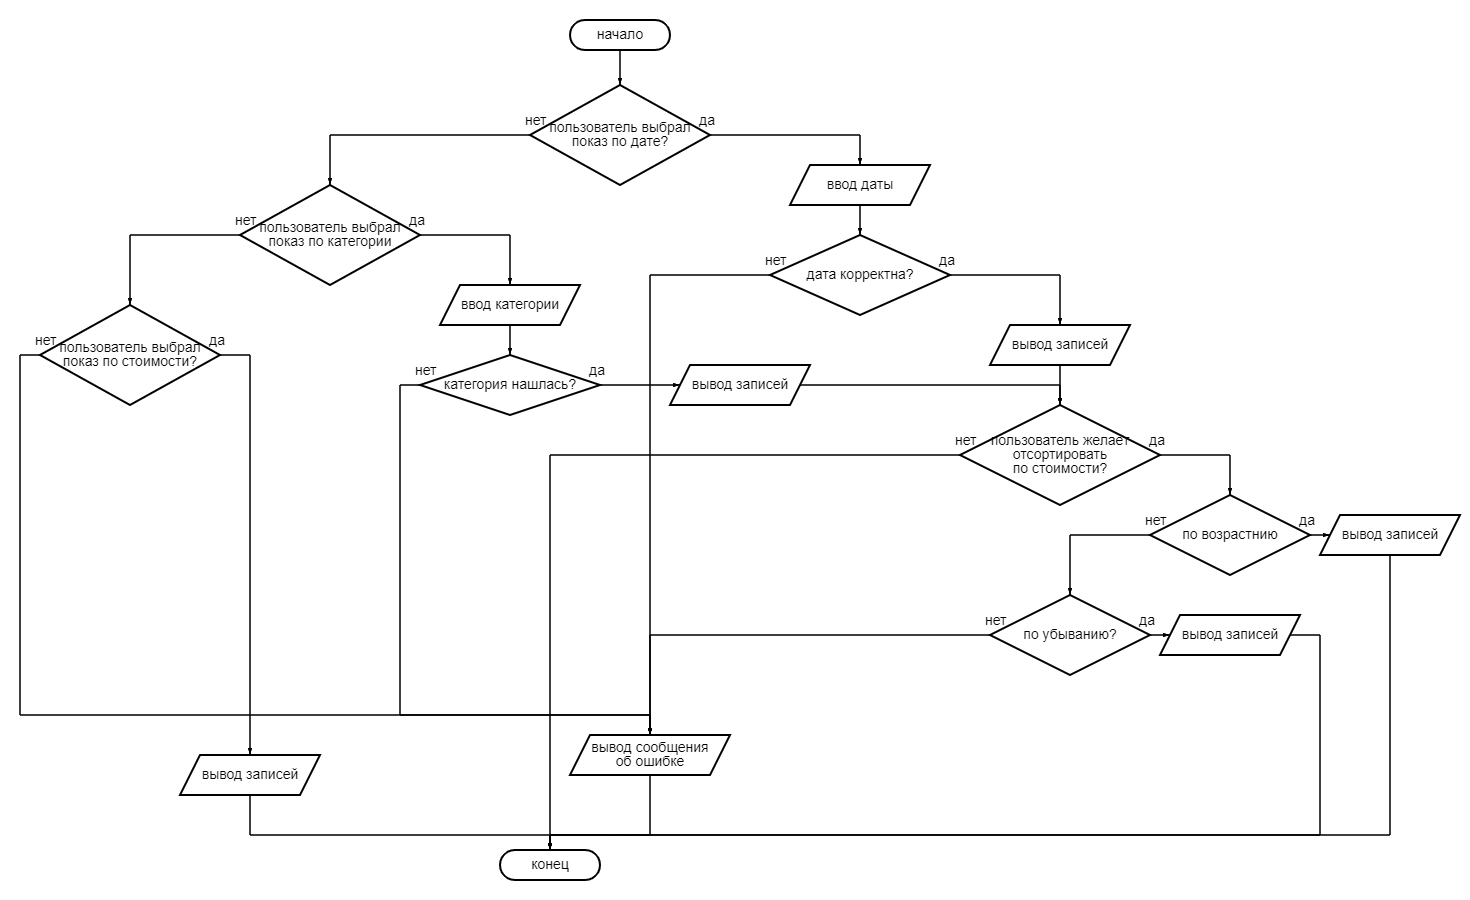 начало
нет
да
пользователь выбрал
показ по дате?
ввод даты
нет
да
пользователь выбрал
показ по категории
нет
да
дата корректна?
ввод категории
нет
да
пользователь выбрал
показ по стоимости?
вывод записей
нет
да
категория нашлась?
вывод записей
нет
да
пользователь желает
отсортировать
по стоимости?
нет
да
по возрастнию
вывод записей
нет
да
по убыванию?
вывод записей
вывод сообщения
об ошибке
вывод записей
конец